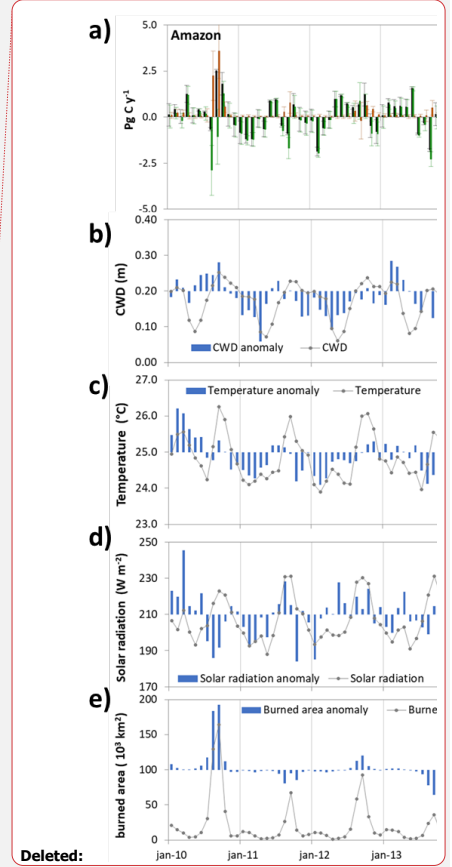 a)
Amazon
5.0
2.5
0.0
-2.5
-5.0
Pg C y⁻¹
b)
0.40
0.30
0.20
0.10
0.00
CWD (m)
CWD anomaly CWD
c)
27.0
26.0
25.0
24.0
23.0
Temperature (°C)
Temperature anomaly Temperature
d)
250
230
210
190
170
Solar radiation (W m⁻²)
Solar radiation anomaly Solar radiation
e)
200
150
100
50
0
burned area (10³ km²)
Burned area anomaly Burne
jan-10 jan-11 jan-12 jan-13
Deleted: